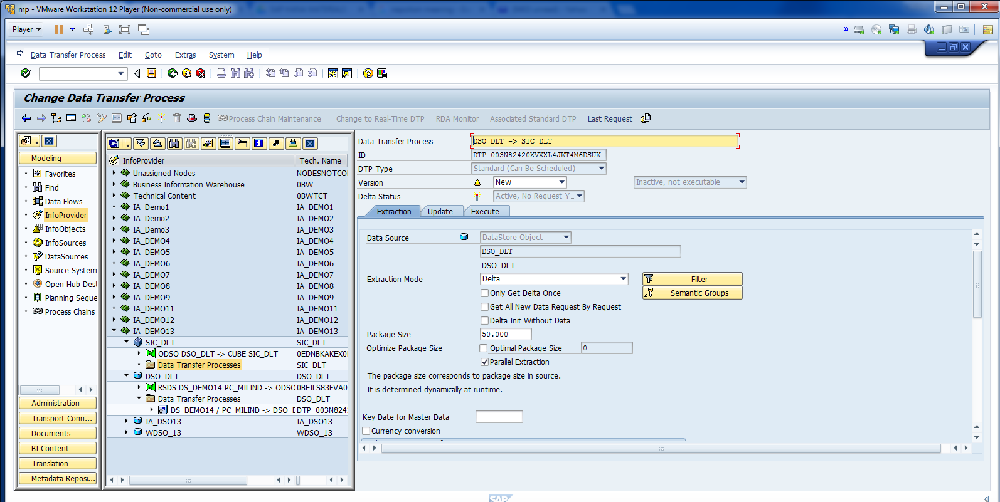 mp - VMware Workstation 12 Player (Non-commercial use only)
Player
Data Transfer Process Edit Goto Extras System Help
Change Data Transfer Process
Process Chain Maintenance Change to Real-Time DTP RDA Monitor Associated Standard DTP Last Request
Modeling
Favorites
Find
Data Flows
InfoProvider
InfoObjects
InfoSources
DataSources
Source System
Open Hub Dest
Planning Seque
Process Chains
Administration
Transport Conn...
Documents
BI Content
Translation
Metadata Reposi...
InfoProvider Tech. Name
Unassigned Nodes NODESNOTCO
Business Information Warehouse 0BW
Technical Content 0BWTCT
IA_Demo1 IA_DEMO1
IA_Demo2 IA_DEMO2
IA_Demo3 IA_DEMO3
IA_DEMO4 IA_DEMO4
IA_DEMO5 IA_DEMO5
IA_DEMO6 IA_DEMO6
IA_DEMO7 IA_DEMO7
IA_DEMO8 IA_DEMO8
IA_DEMO9 IA_DEMO9
IA_DEMO11 IA_DEMO11
IA_DEMO12 IA_DEMO12
IA_DEMO13 IA_DEMO13
SIC_DLT SIC_DLT
ODSO DSO_DLT -> CUBE SIC_DLT 0EDNBKAKEX0
Data Transfer Processes SIC_DLT
DSO_DLT DSO_DLT
RSDS DS_DEMO14 PC_MILIND -> ODSO 0BEILS83FVA0
Data Transfer Processes DSO_DLT
DS_DEMO14 / PC_MILIND -> DSO_D DTP_003N824
IA_DSO13 IA_DSO13
WDSO_13 WDSO_13
Data Transfer Process DSO_DLT -> SIC_DLT
ID DTP_003N82420XVXXL4JKT4M6DSUK
DTP Type Standard (Can Be Scheduled)
Version New Inactive, not executable
Delta Status Active, No Request Y...
Extraction Update Execute
Data Source DataStore Object
DSO_DLT
DSO_DLT
Extraction Mode Delta Filter
Only Get Delta Once Semantic Groups
Get All New Data Request By Request
Delta Init Without Data
Package Size 50.000
Optimize Package Size Optimal Package Size 0
Parallel Extraction
The package size corresponds to package size in source.
It is determined dynamically at runtime.
Key Date for Master Data
Currency conversion
SAP